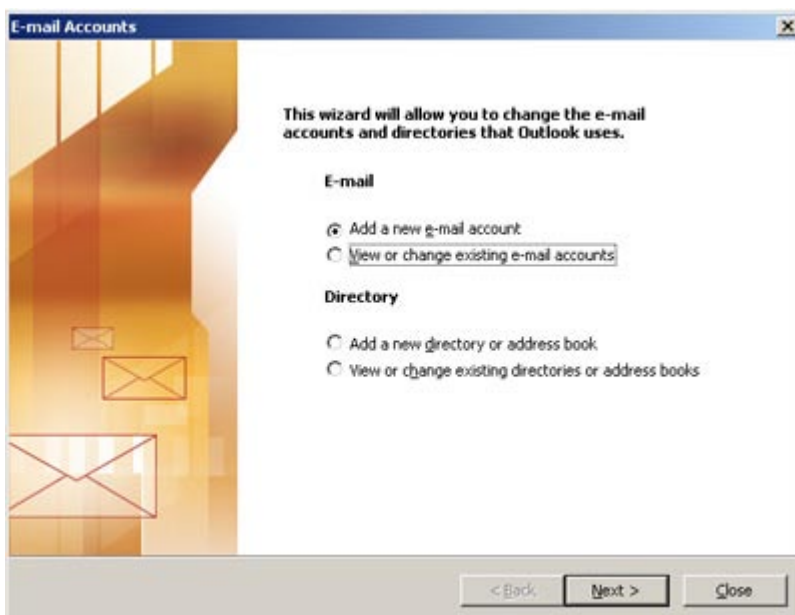 E-mail Accounts
This wizard will allow you to change the e-mail
accounts and directories that Outlook uses.
E-mail
Add a new e-mail account
View or change existing e-mail accounts
Directory
Add a new directory or address book
View or change existing directories or address books
< Back
Next >
Close